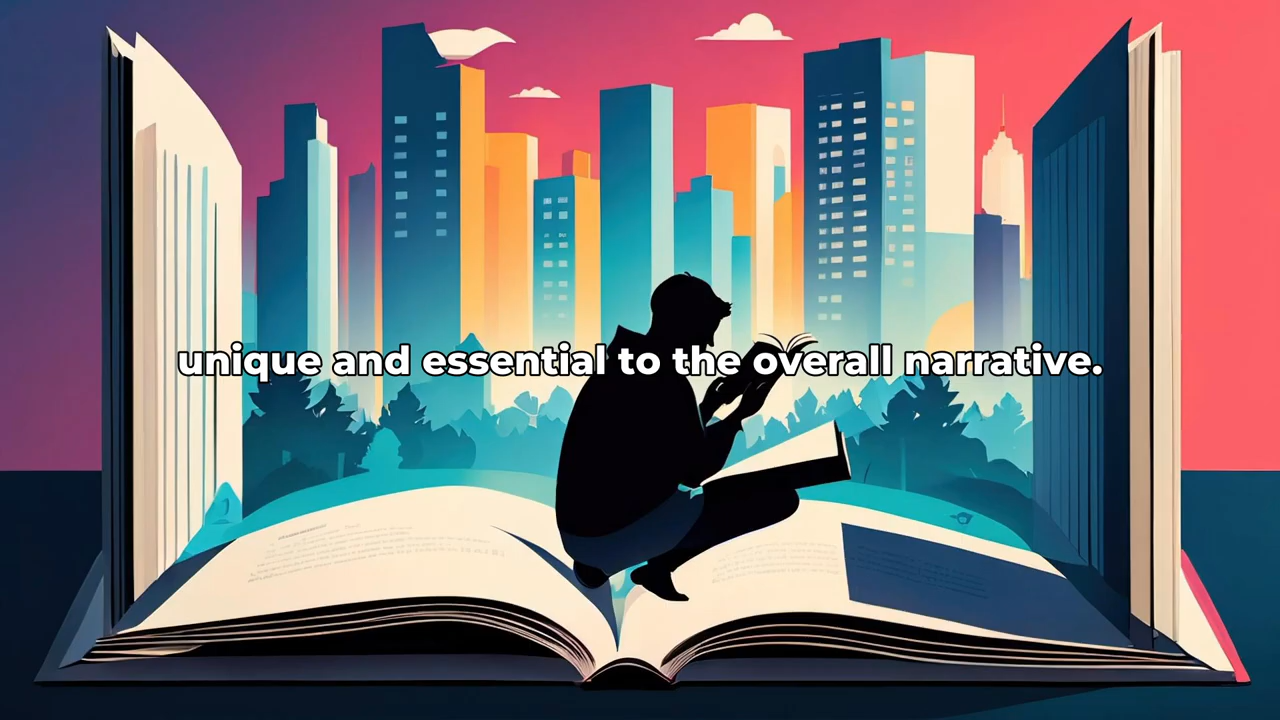 unique and essential to the overall narrative.